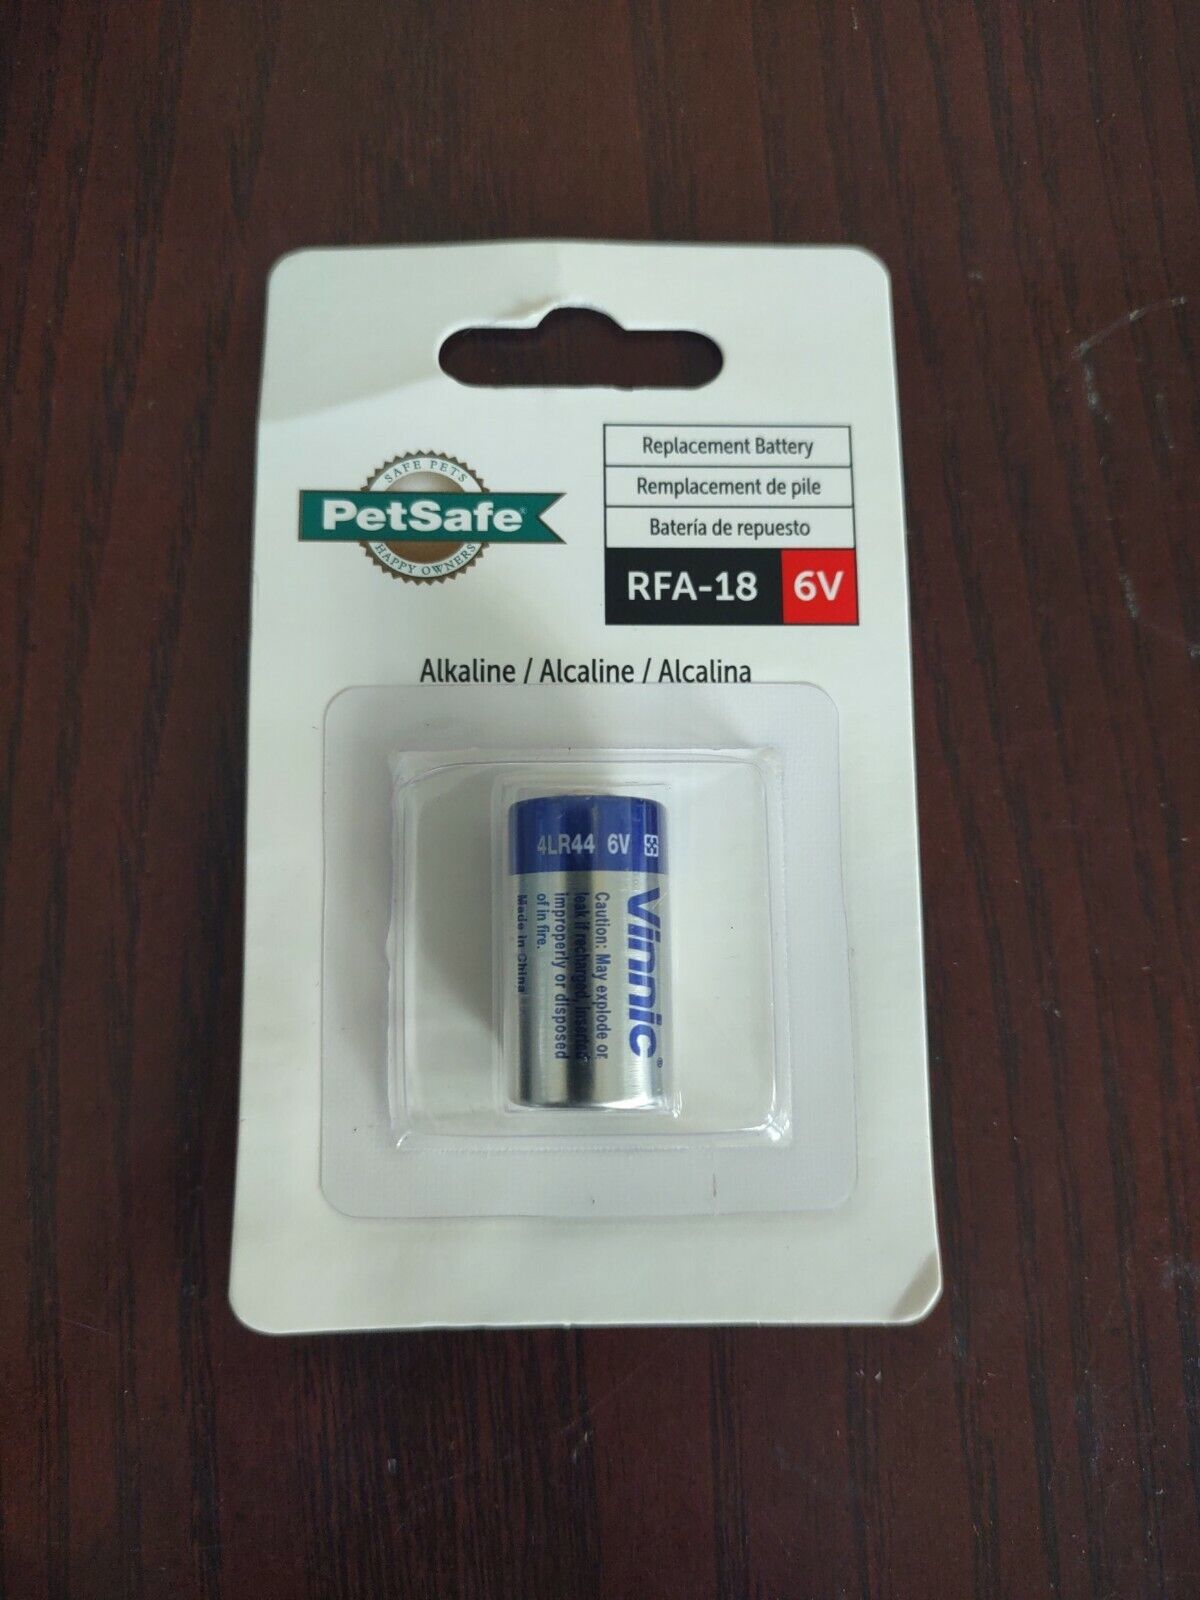 SAFE PETS
PetSafe®
HAPPY OWNERS
Replacement Battery
Remplacement de pile
Batería de repuesto
RFA-18 6V
Alkaline / Alcaline / Alcalina
4LR44 6V
Vinnic®
Caution: May explode or
leak if recharged, Inserted
improperly or disposed
of in fire.
Made in China